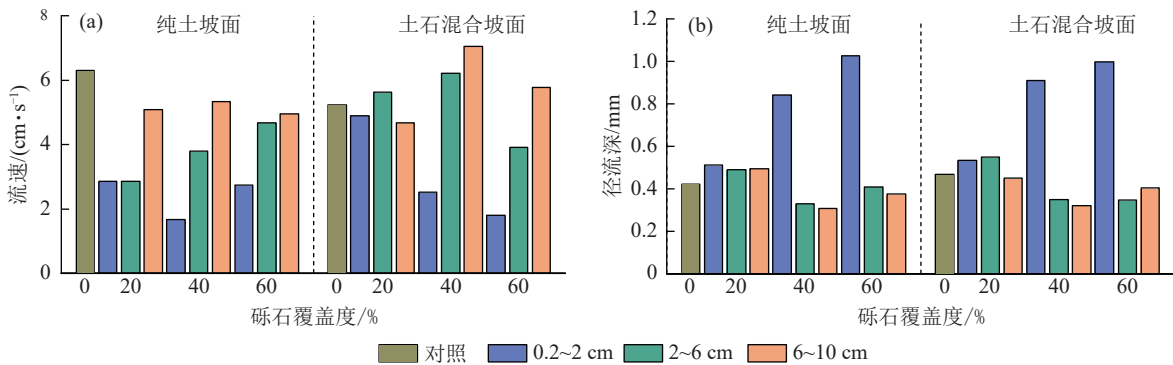 (a)
纯土坡面
土石混合坡面
流速/(cm•s⁻¹)
8
6
4
2
0
0
20
40
60
0
20
40
60
砾石覆盖度/%
(b)
纯土坡面
土石混合坡面
径流深/mm
1.2
1.0
0.8
0.6
0.4
0.2
0
0
20
40
60
0
20
40
60
砾石覆盖度/%
对照
0.2~2 cm
2~6 cm
6~10 cm